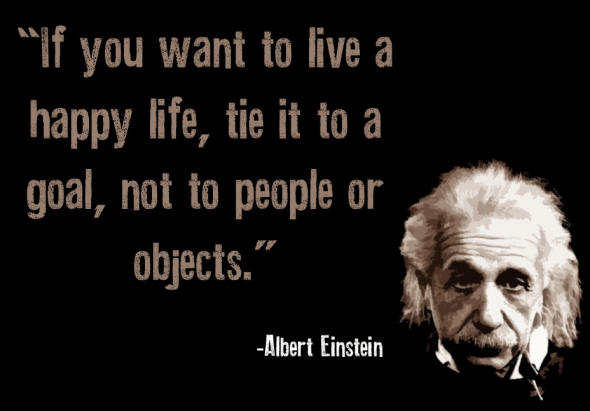 “If you want to live a
happy life, tie it to a
goal, not to people or
objects.”
-Albert Einstein